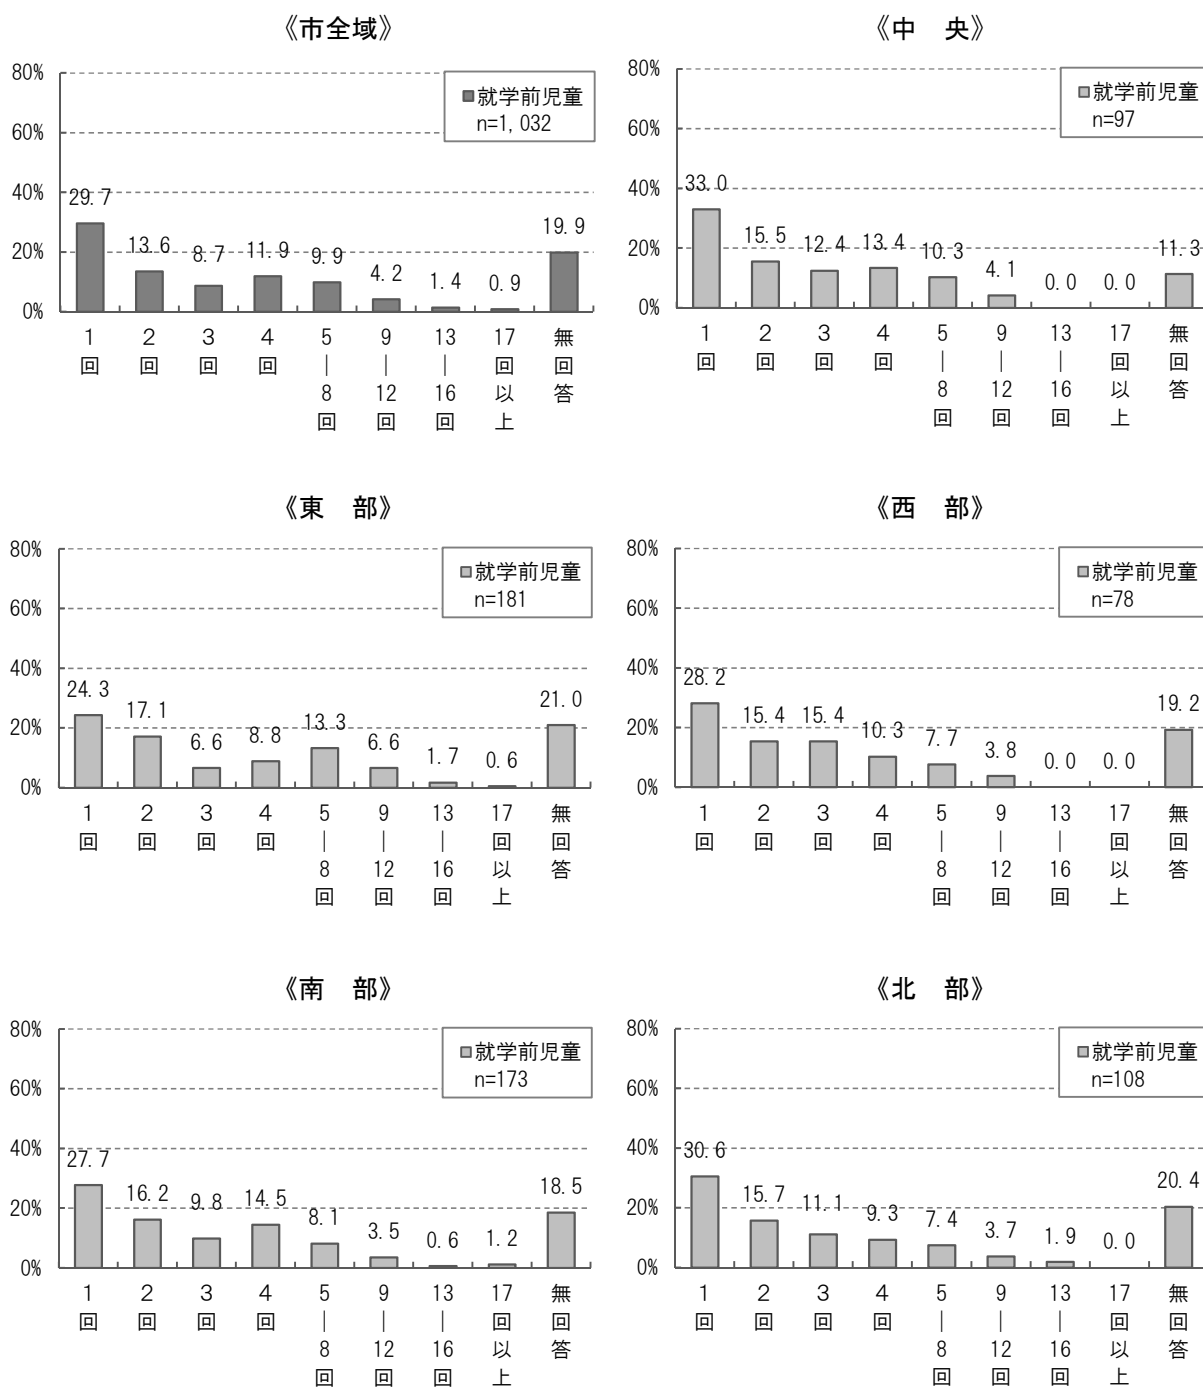 《市全域》
80%
60%
40%
20%
0%
就学前児童
n=1,032
29.7
13.6
8.7
11.9
9.9
4.2
1.4
0.9
19.9
1回
2回
3回
4回
5|8回
9|12回
13|16回
17回以上
無回答
《中　央》
80%
60%
40%
20%
0%
就学前児童
n=97
33.0
15.5
12.4
13.4
10.3
4.1
0.0
0.0
11.3
1回
2回
3回
4回
5|8回
9|12回
13|16回
17回以上
無回答
《東　部》
80%
60%
40%
20%
0%
就学前児童
n=181
24.3
17.1
6.6
8.8
13.3
6.6
1.7
0.6
21.0
1回
2回
3回
4回
5|8回
9|12回
13|16回
17回以上
無回答
《西　部》
80%
60%
40%
20%
0%
就学前児童
n=78
28.2
15.4
15.4
10.3
7.7
3.8
0.0
0.0
19.2
1回
2回
3回
4回
5|8回
9|12回
13|16回
17回以上
無回答
《南　部》
80%
60%
40%
20%
0%
就学前児童
n=173
27.7
16.2
9.8
14.5
8.1
3.5
0.6
1.2
18.5
1回
2回
3回
4回
5|8回
9|12回
13|16回
17回以上
無回答
《北　部》
80%
60%
40%
20%
0%
就学前児童
n=108
30.6
15.7
11.1
9.3
7.4
3.7
1.9
0.0
20.4
1回
2回
3回
4回
5|8回
9|12回
13|16回
17回以上
無回答